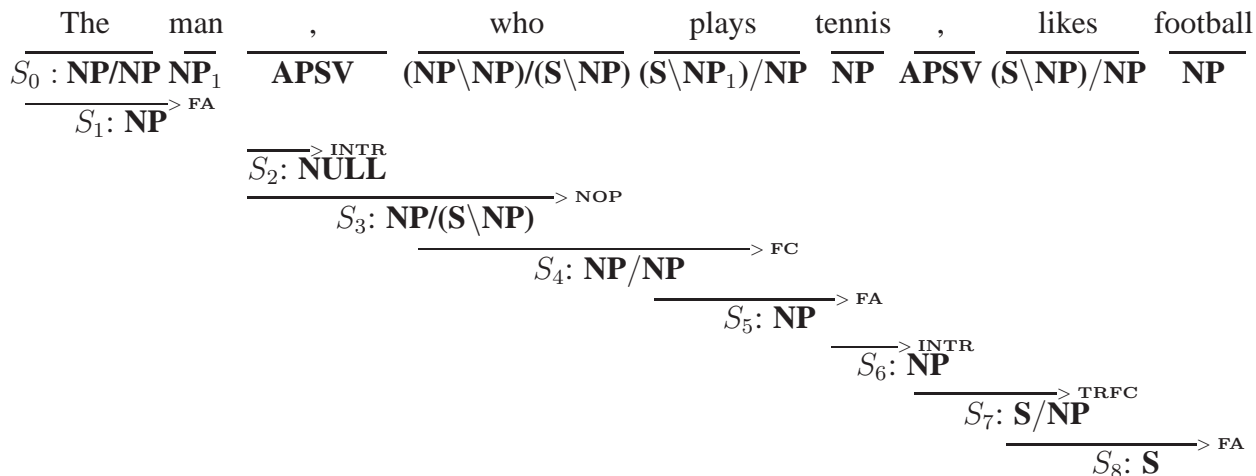 The man , who plays tennis , likes football
S₀ : NP/NP NP₁ APSV (NP\NP)/(S\NP) (S\NP₁)/NP NP APSV (S\NP)/NP NP
> FA
S₁: NP
> INTR
S₂: NULL
> NOP
S₃: NP/(S\NP)
> FC
S₄: NP/NP
> FA
S₅: NP
> INTR
S₆: NP
> TRFC
S₇: S/NP
> FA
S₈: S